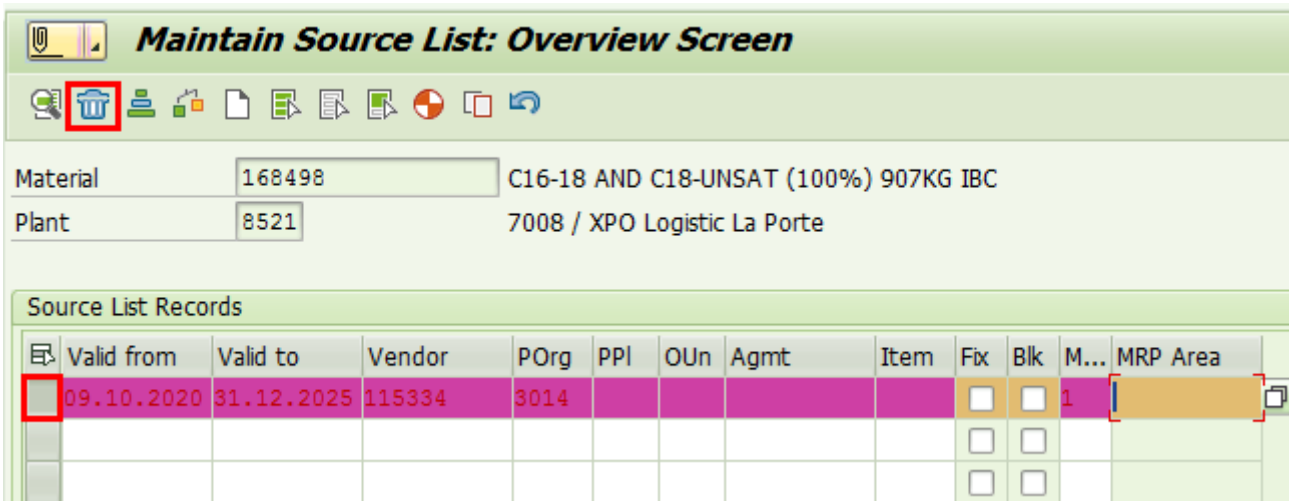 Maintain Source List: Overview Screen
Material 168498 C16-18 AND C18-UNSAT (100%) 907KG IBC
Plant 8521 7008 / XPO Logistic La Porte
Source List Records
Valid from Valid to Vendor POrg PPl OUn Agmt Item Fix Blk M... MRP Area
09.10.2020 31.12.2025 115334 3014 1